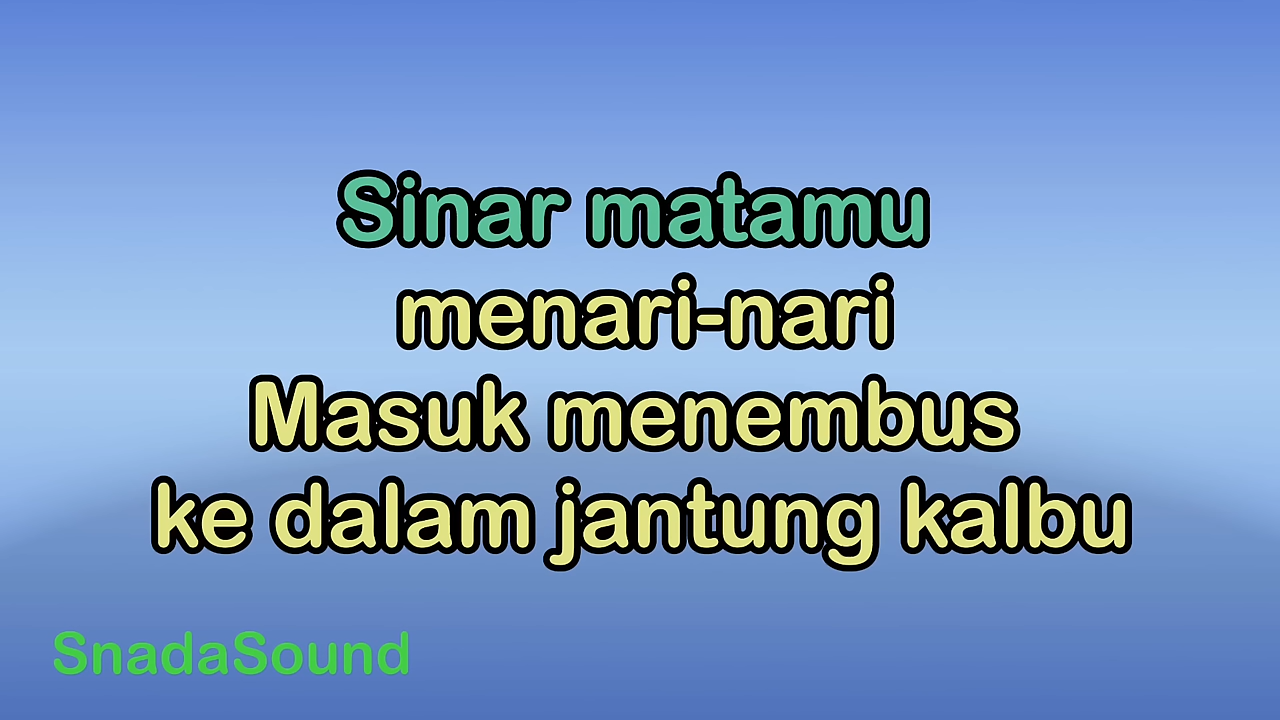 Sinar matamu
menari-nari
Masuk menembus
ke dalam jantung kalbu
SnadaSound